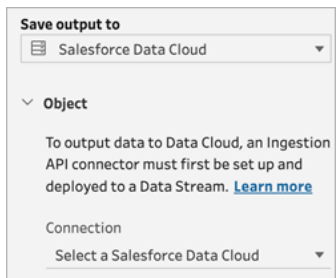 Save output to
Salesforce Data Cloud
Object
To output data to Data Cloud, an Ingestion
API connector must first be set up and
deployed to a Data Stream. Learn more
Connection
Select a Salesforce Data Cloud